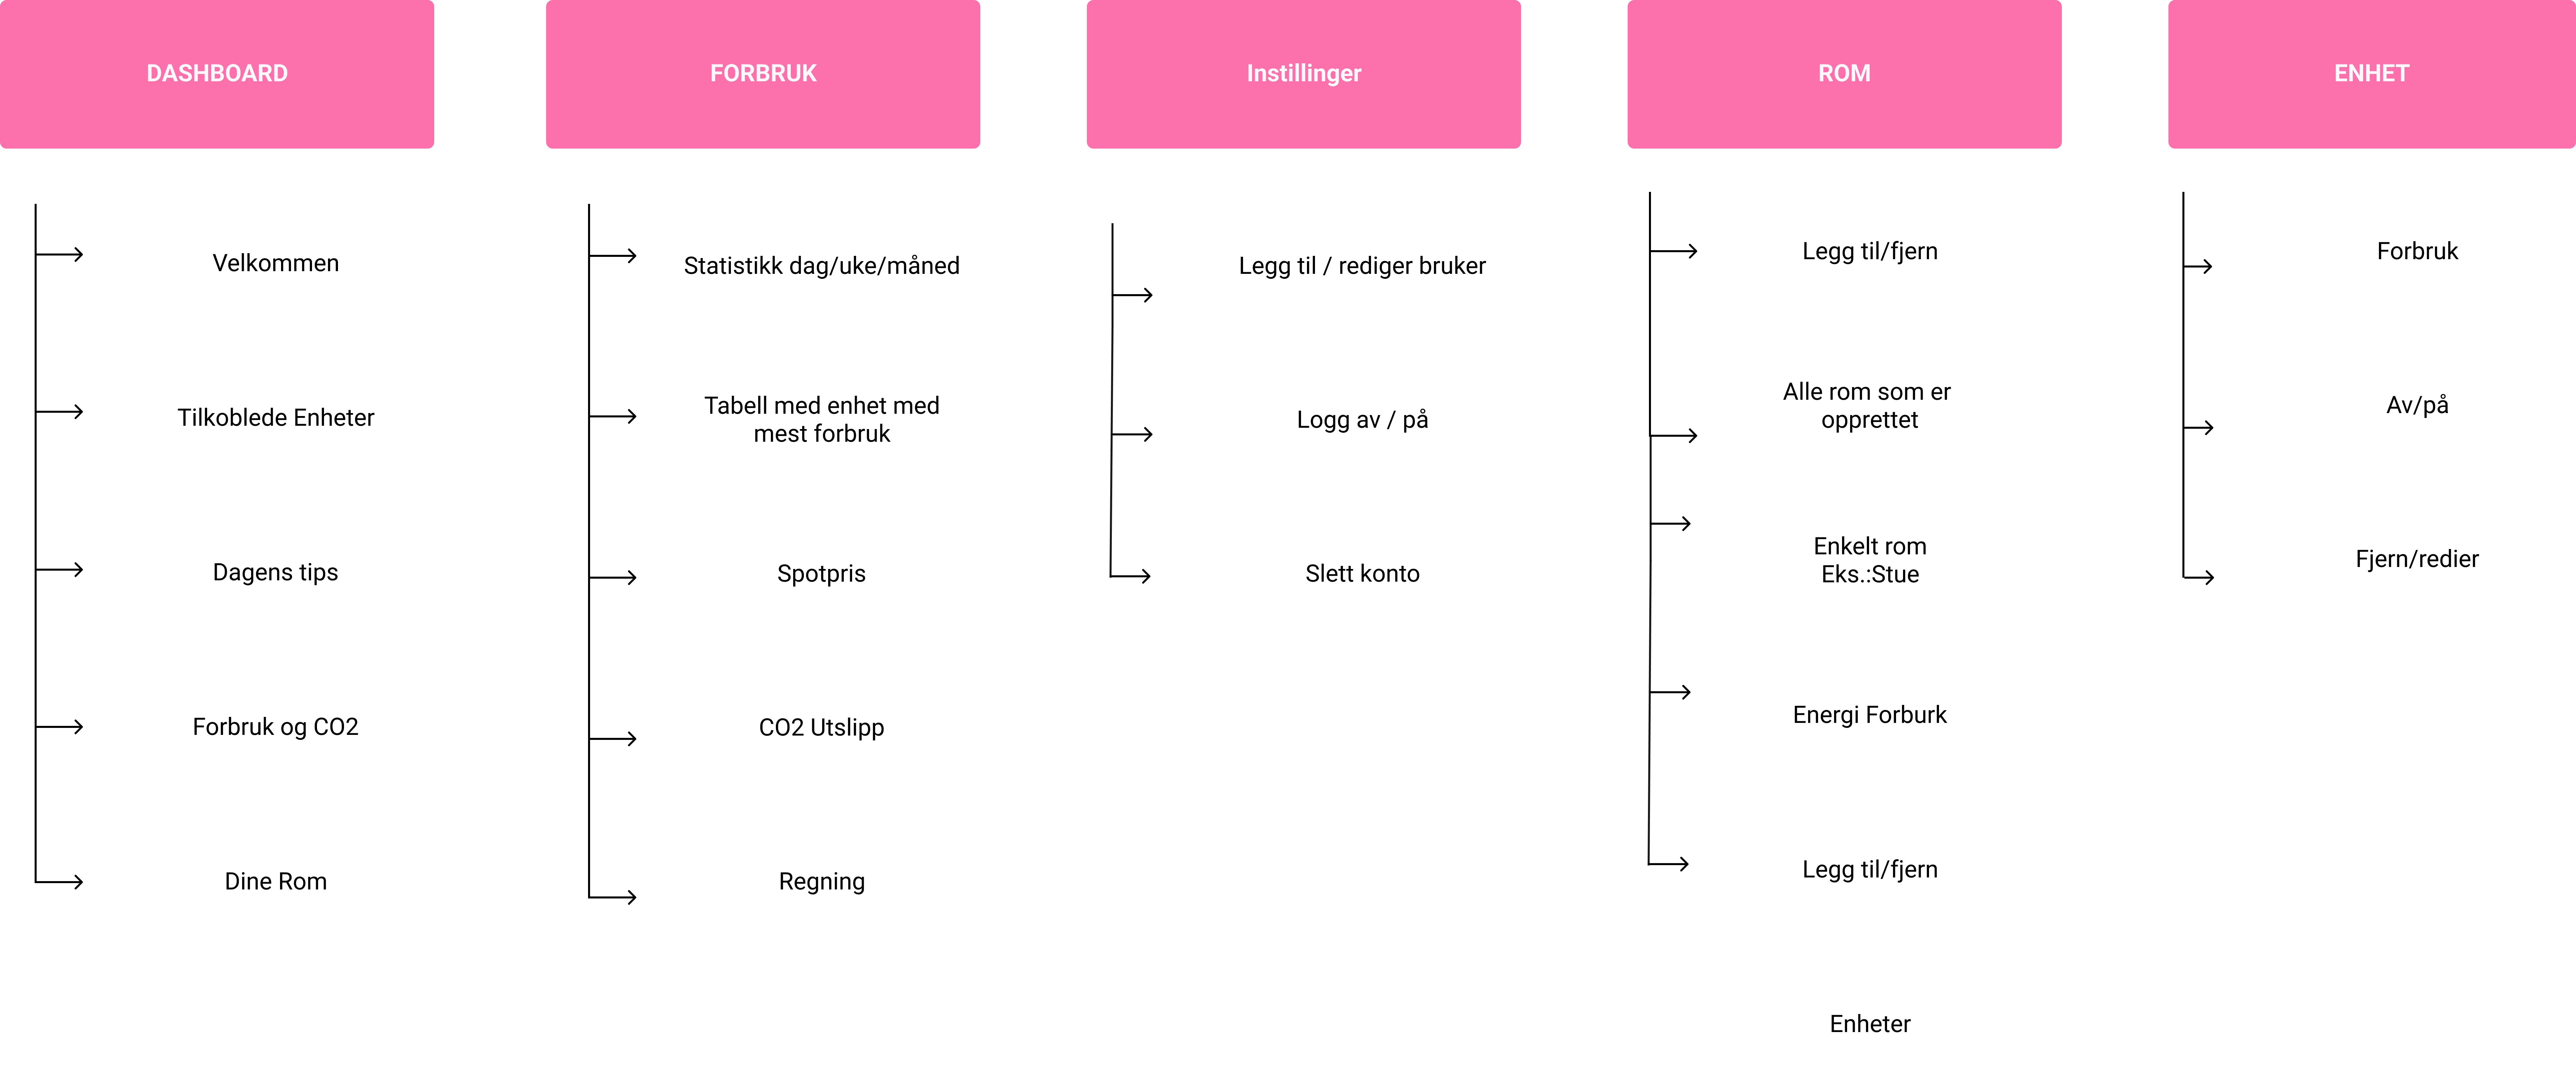 DASHBOARD
Velkommen
Tilkoblede Enheter
Dagens tips
Forbruk og CO2
Dine Rom
FORBRUK
Statistikk dag/uke/måned
Tabell med enhet med
mest forbruk
Spotpris
CO2 Utslipp
Regning
Instillinger
Legg til / rediger bruker
Logg av / på
Slett konto
ROM
Legg til/fjern
Alle rom som er
opprettet
Enkelt rom
Eks.:Stue
Energi Forburk
Legg til/fjern
Enheter
ENHET
Forbruk
Av/på
Fjern/redier